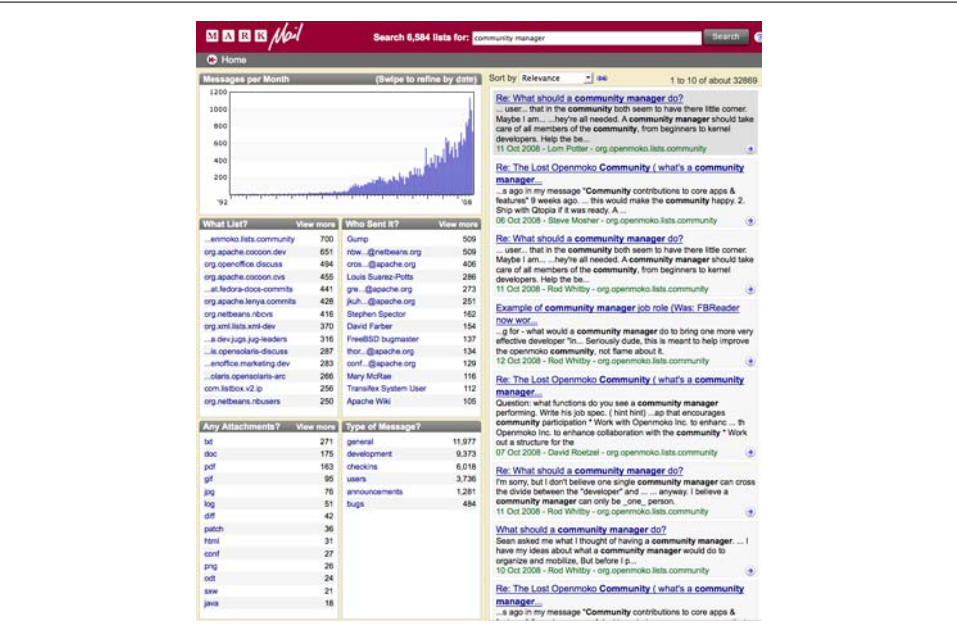 MARK Mail
Search 6,584 lists for: community manager Search
Home
Messages per Month (Swipe to refine by date)
1200
1000
800
600
400
200
'92 '08
What List? View more
...enmoko.lists.community 700
org.apache.cocoon.dev 651
org.openoffice.discuss 494
org.apache.cocoon.cvs 455
...at.fedora-docs-commits 441
org.apache.lenya.commits 428
org.netbeans.nbcvs 416
org.xml.lists.xml-dev 370
...a.dev.jugs.jug-leaders 316
...is.opensolaris-discuss 287
...enoffice.marketing.dev 283
...olaris.opensolaris-arc 266
com.listbox.v2.ip 256
org.netbeans.nbusers 250
Who Sent It? View more
Gump 509
nbw...@netbeans.org 509
cros...@apache.org 406
Louis Suarez-Potts 286
gre...@apache.org 273
jkuh...@apache.org 251
Stephen Spector 162
David Farber 154
FreeBSD bugmaster 137
thor...@apache.org 134
conf...@apache.org 129
Mary McRae 116
Transifex System User 112
Apache Wiki 105
Any Attachments? View more
txt 271
doc 175
pdf 163
gif 95
jpg 76
log 51
diff 42
patch 36
html 31
conf 27
png 26
odt 24
sxw 21
java 18
Type of Message?
general 11,977
development 9,373
checkins 6,018
users 3,736
announcements 1,281
bugs 484
Sort by Relevance 1 to 10 of about 32869
Re: What should a community manager do?
... user... that in the community both seem to have there little corner.
Maybe I am... ...hey're all needed. A community manager should take
care of all members of the community, from beginners to kernel
developers. Help the be...
11 Oct 2008 - Lorn Potter - org.openmoko.lists.community
Re: The Lost Openmoko Community ( what's a community
manager...
...s ago in my message "Community contributions to core apps &
features" 9 weeks ago. ... this would make the community happy. 2.
Ship with Qtopia if it was ready. A ...
06 Oct 2008 - Steve Mosher - org.openmoko.lists.community
Re: What should a community manager do?
... user... that in the community both seem to have there little corner.
Maybe I am... ...hey're all needed. A community manager should take
care of all members of the community, from beginners to kernel
developers. Help the be...
11 Oct 2008 - Rod Whitby - org.openmoko.lists.community
Example of community manager job role (Was: FBReader
now wor...
...g for - what would a community manager do to bring one more very
effective developer "in... Seriously dude, this is meant to help improve
the openmoko community, not flame about it.
12 Oct 2008 - Rod Whitby - org.openmoko.lists.community
Re: The Lost Openmoko Community ( what's a community
manager...
Question: what functions do you see a community manager
performing. Write his job spec. ( hint hint) ...ap that encourages
community participation * Work with Openmoko Inc. to enhanc ... th
Openmoko Inc. to enhance collaboration with the community * Work
out a structure for the
07 Oct 2008 - David Roetzel - org.openmoko.lists.community
Re: What should a community manager do?
I'm sorry, but I don't believe one single community manager can cross
the divide between the "developer" and ... ... anyway. I believe a
community manager can only be _one_ person.
11 Oct 2008 - Rod Whitby - org.openmoko.lists.community
What should a community manager do?
Sean asked me what I thought of having a community manager. ... I
have my ideas about what a community manager would do to
organize and mobilize, But before I p...
10 Oct 2008 - Rod Whitby - org.openmoko.lists.community
Re: The Lost Openmoko Community ( what's a community
manager...
...s ago in my message "Community contributions to core apps &